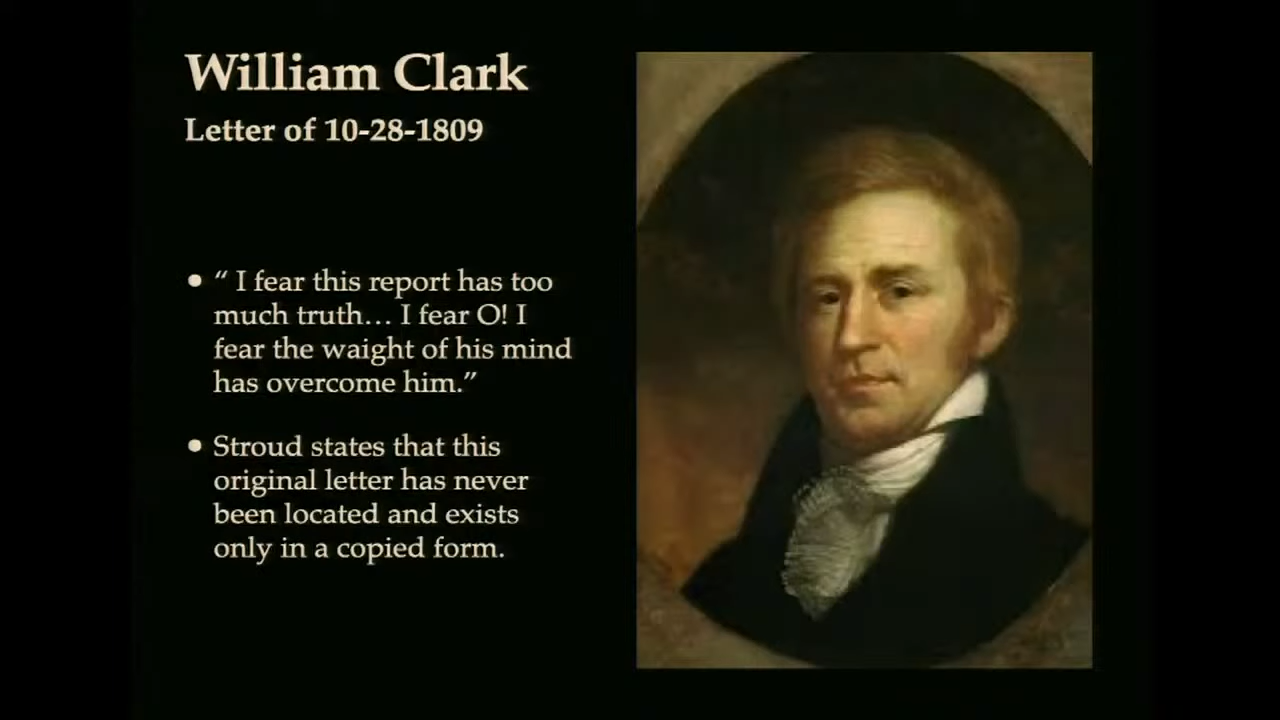 William Clark
Letter of 10-28-1809
• “ I fear this report has too
much truth… I fear O! I
fear the waight of his mind
has overcome him.”
• Stroud states that this
original letter has never
been located and exists
only in a copied form.